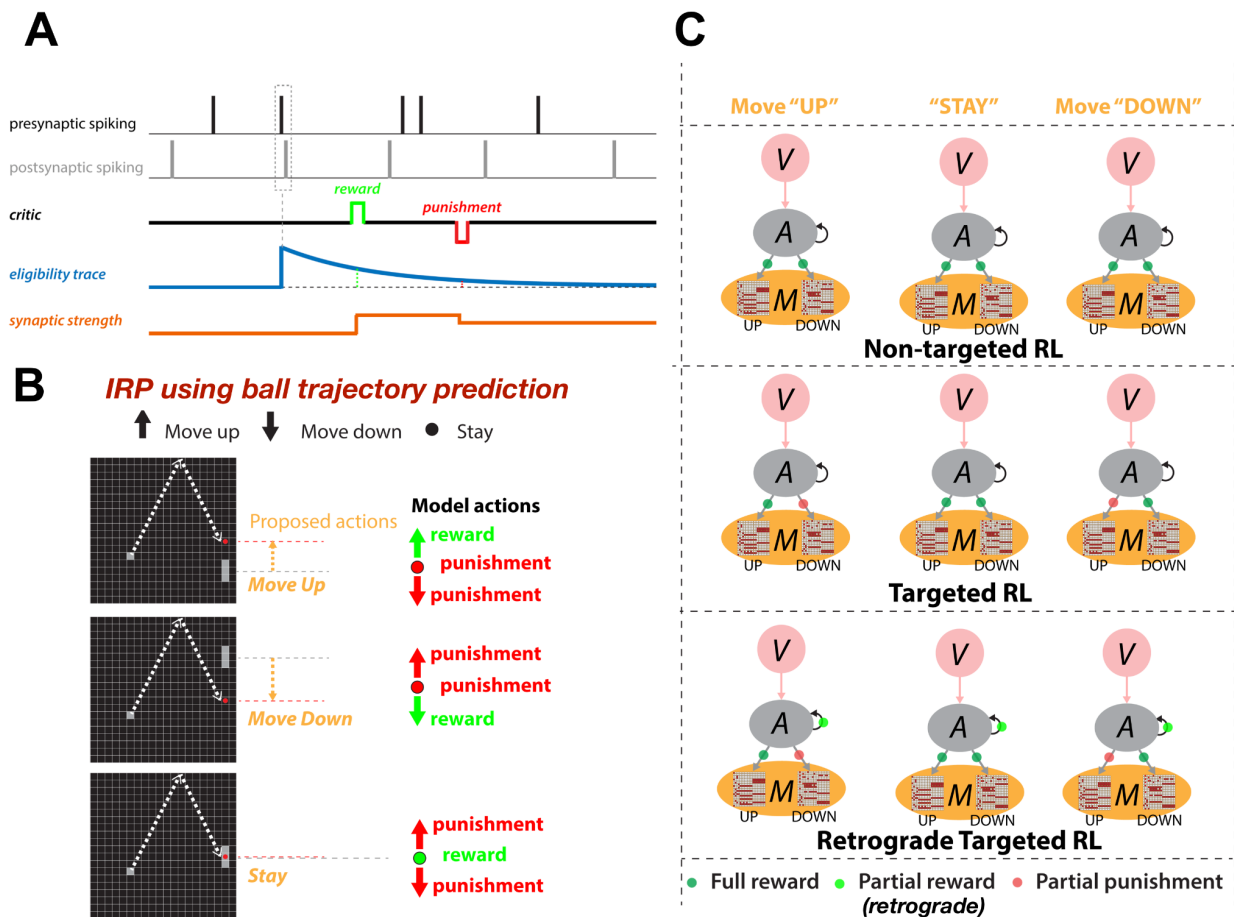 A
presynaptic spiking
postsynaptic spiking
reward
critic
punishment
eligibility trace
synaptic strength
B
IRP using ball trajectory prediction
Move up
Move down
Stay
Proposed actions
Move Up
Model actions
reward
punishment
punishment
Move Down
punishment
punishment
reward
Stay
punishment
reward
punishment
C
Move “UP”
“STAY”
Move “DOWN”
V
V
V
A
A
A
M
M
M
UP
DOWN
UP
DOWN
UP
DOWN
Non-targeted RL
V
V
V
A
A
A
M
M
M
UP
DOWN
UP
DOWN
UP
DOWN
Targeted RL
V
V
V
A
A
A
M
M
M
UP
DOWN
UP
DOWN
UP
DOWN
Retrograde Targeted RL
Full reward
Partial reward
(retrograde)
Partial punishment